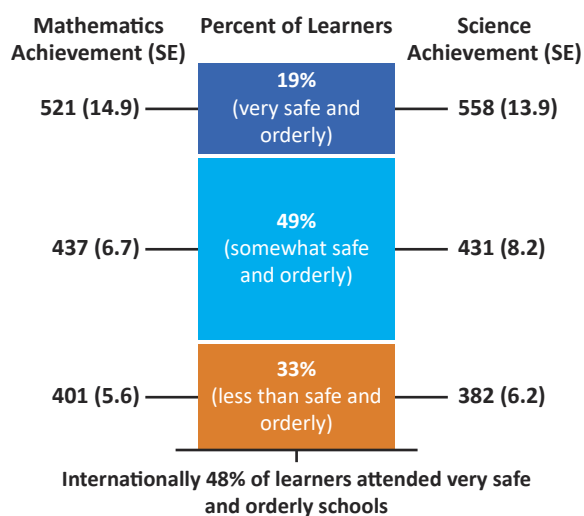 Mathematics
Achievement (SE)
Percent of Learners
Science
Achievement (SE)
521 (14.9)
19%
(very safe and
orderly)
558 (13.9)
437 (6.7)
49%
(somewhat safe
and orderly)
431 (8.2)
401 (5.6)
33%
(less than safe and
orderly)
382 (6.2)
Internationally 48% of learners attended very safe
and orderly schools